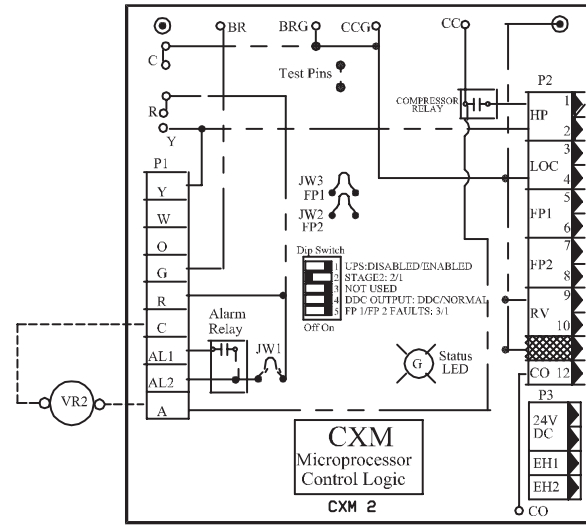 BR
BRG
CCG
CC
C
Test Pins
P2
COMPRESSOR
RELAY
HP
1
2
R
Y
3
LOC
4
P1
Y
JW3
FP1
5
FP1
6
W
JW2
FP2
O
Dip Switch
7
FP2
8
G
1 UPS:DISABLED/ENABLED
2 STAGE2: 2/1
3 NOT USED
4 DDC OUTPUT: DDC/NORMAL
5 FP 1/FP 2 FAULTS: 3/1
Off On
R
9
RV
10
C
Alarm
Relay
AL1
JW1
G
Status
LED
CO 12
AL2
VR2
A
P3
24V
DC
CXM
Microprocessor
Control Logic
EH1
EH2
CXM 2
CO